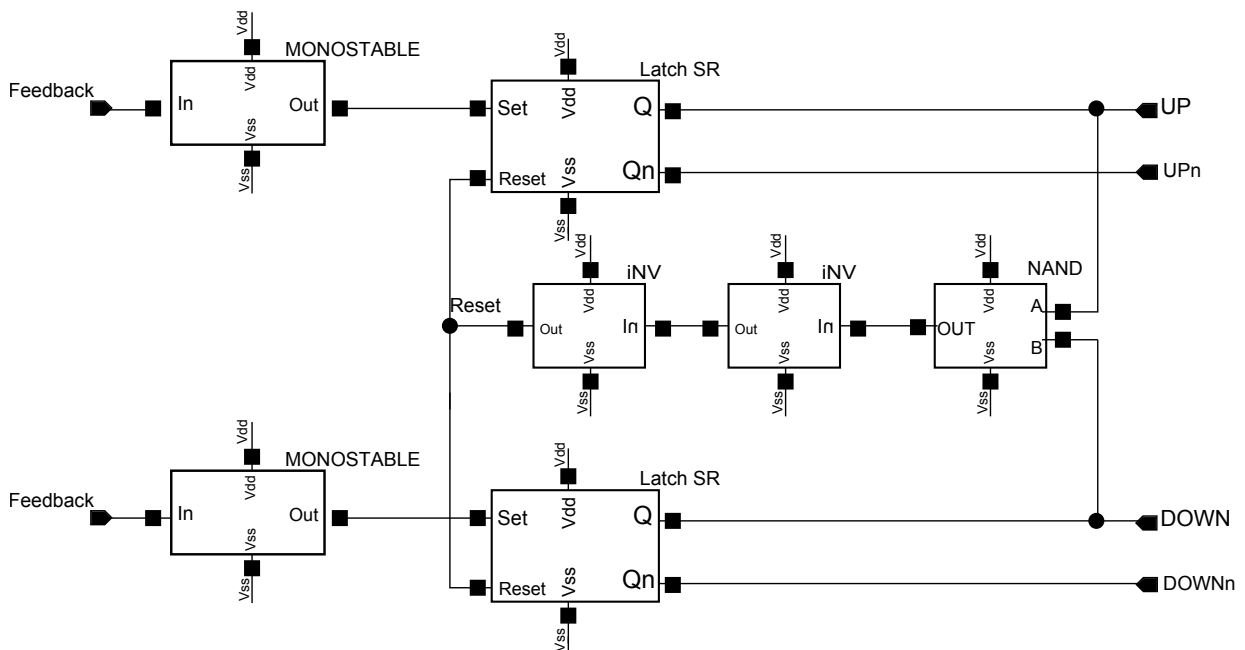 Vdd
MONOSTABLE
Feedback
In
Vdd
Out
Vss
Vss
Vdd
Latch SR
Set
Vdd
Q
UP
Reset
Vss
Qn
UPn
Vss
Vdd
iNV
Vdd
iNV
Vdd
NAND
Reset
Out
Vdd
In
Vss
Vss
Out
Vdd
In
Vss
Vss
OUT
Vdd
A
B
Vss
Vss
Vdd
MONOSTABLE
Feedback
In
Vdd
Out
Vss
Vss
Vdd
Latch SR
Set
Vdd
Q
DOWN
Reset
Vss
Qn
DOWNn
Vss